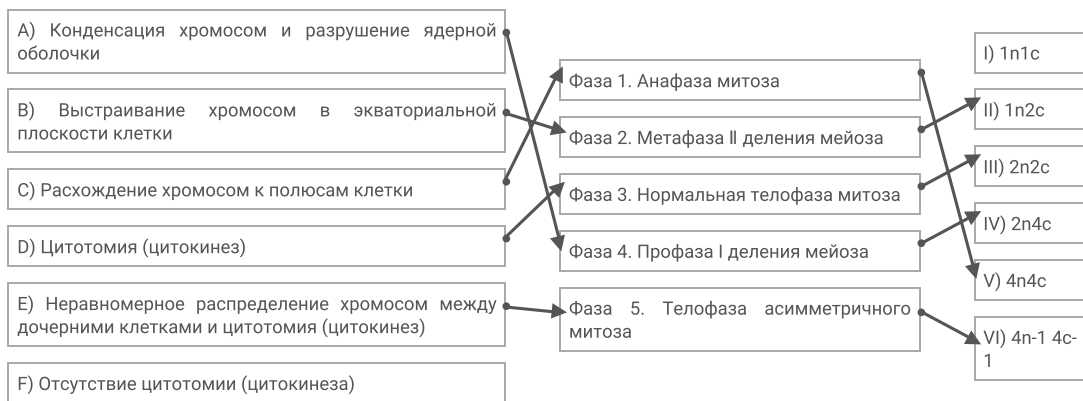 A) Конденсация хромосом и разрушение ядерной
оболочки
B) Выстраивание хромосом в экваториальной
плоскости клетки
C) Расхождение хромосом к полюсам клетки
D) Цитотомия (цитокинез)
E) Неравномерное распределение хромосом между
дочерними клетками и цитотомия (цитокинез)
F) Отсутствие цитотомии (цитокинеза)
Фаза 1. Анафаза митоза
Фаза 2. Метафаза II деления мейоза
Фаза 3. Нормальная телофаза митоза
Фаза 4. Профаза I деления мейоза
Фаза 5. Телофаза асимметричного
митоза
I) 1n1c
II) 1n2c
III) 2n2c
IV) 2n4c
V) 4n4c
VI) 4n-1 4c-
1